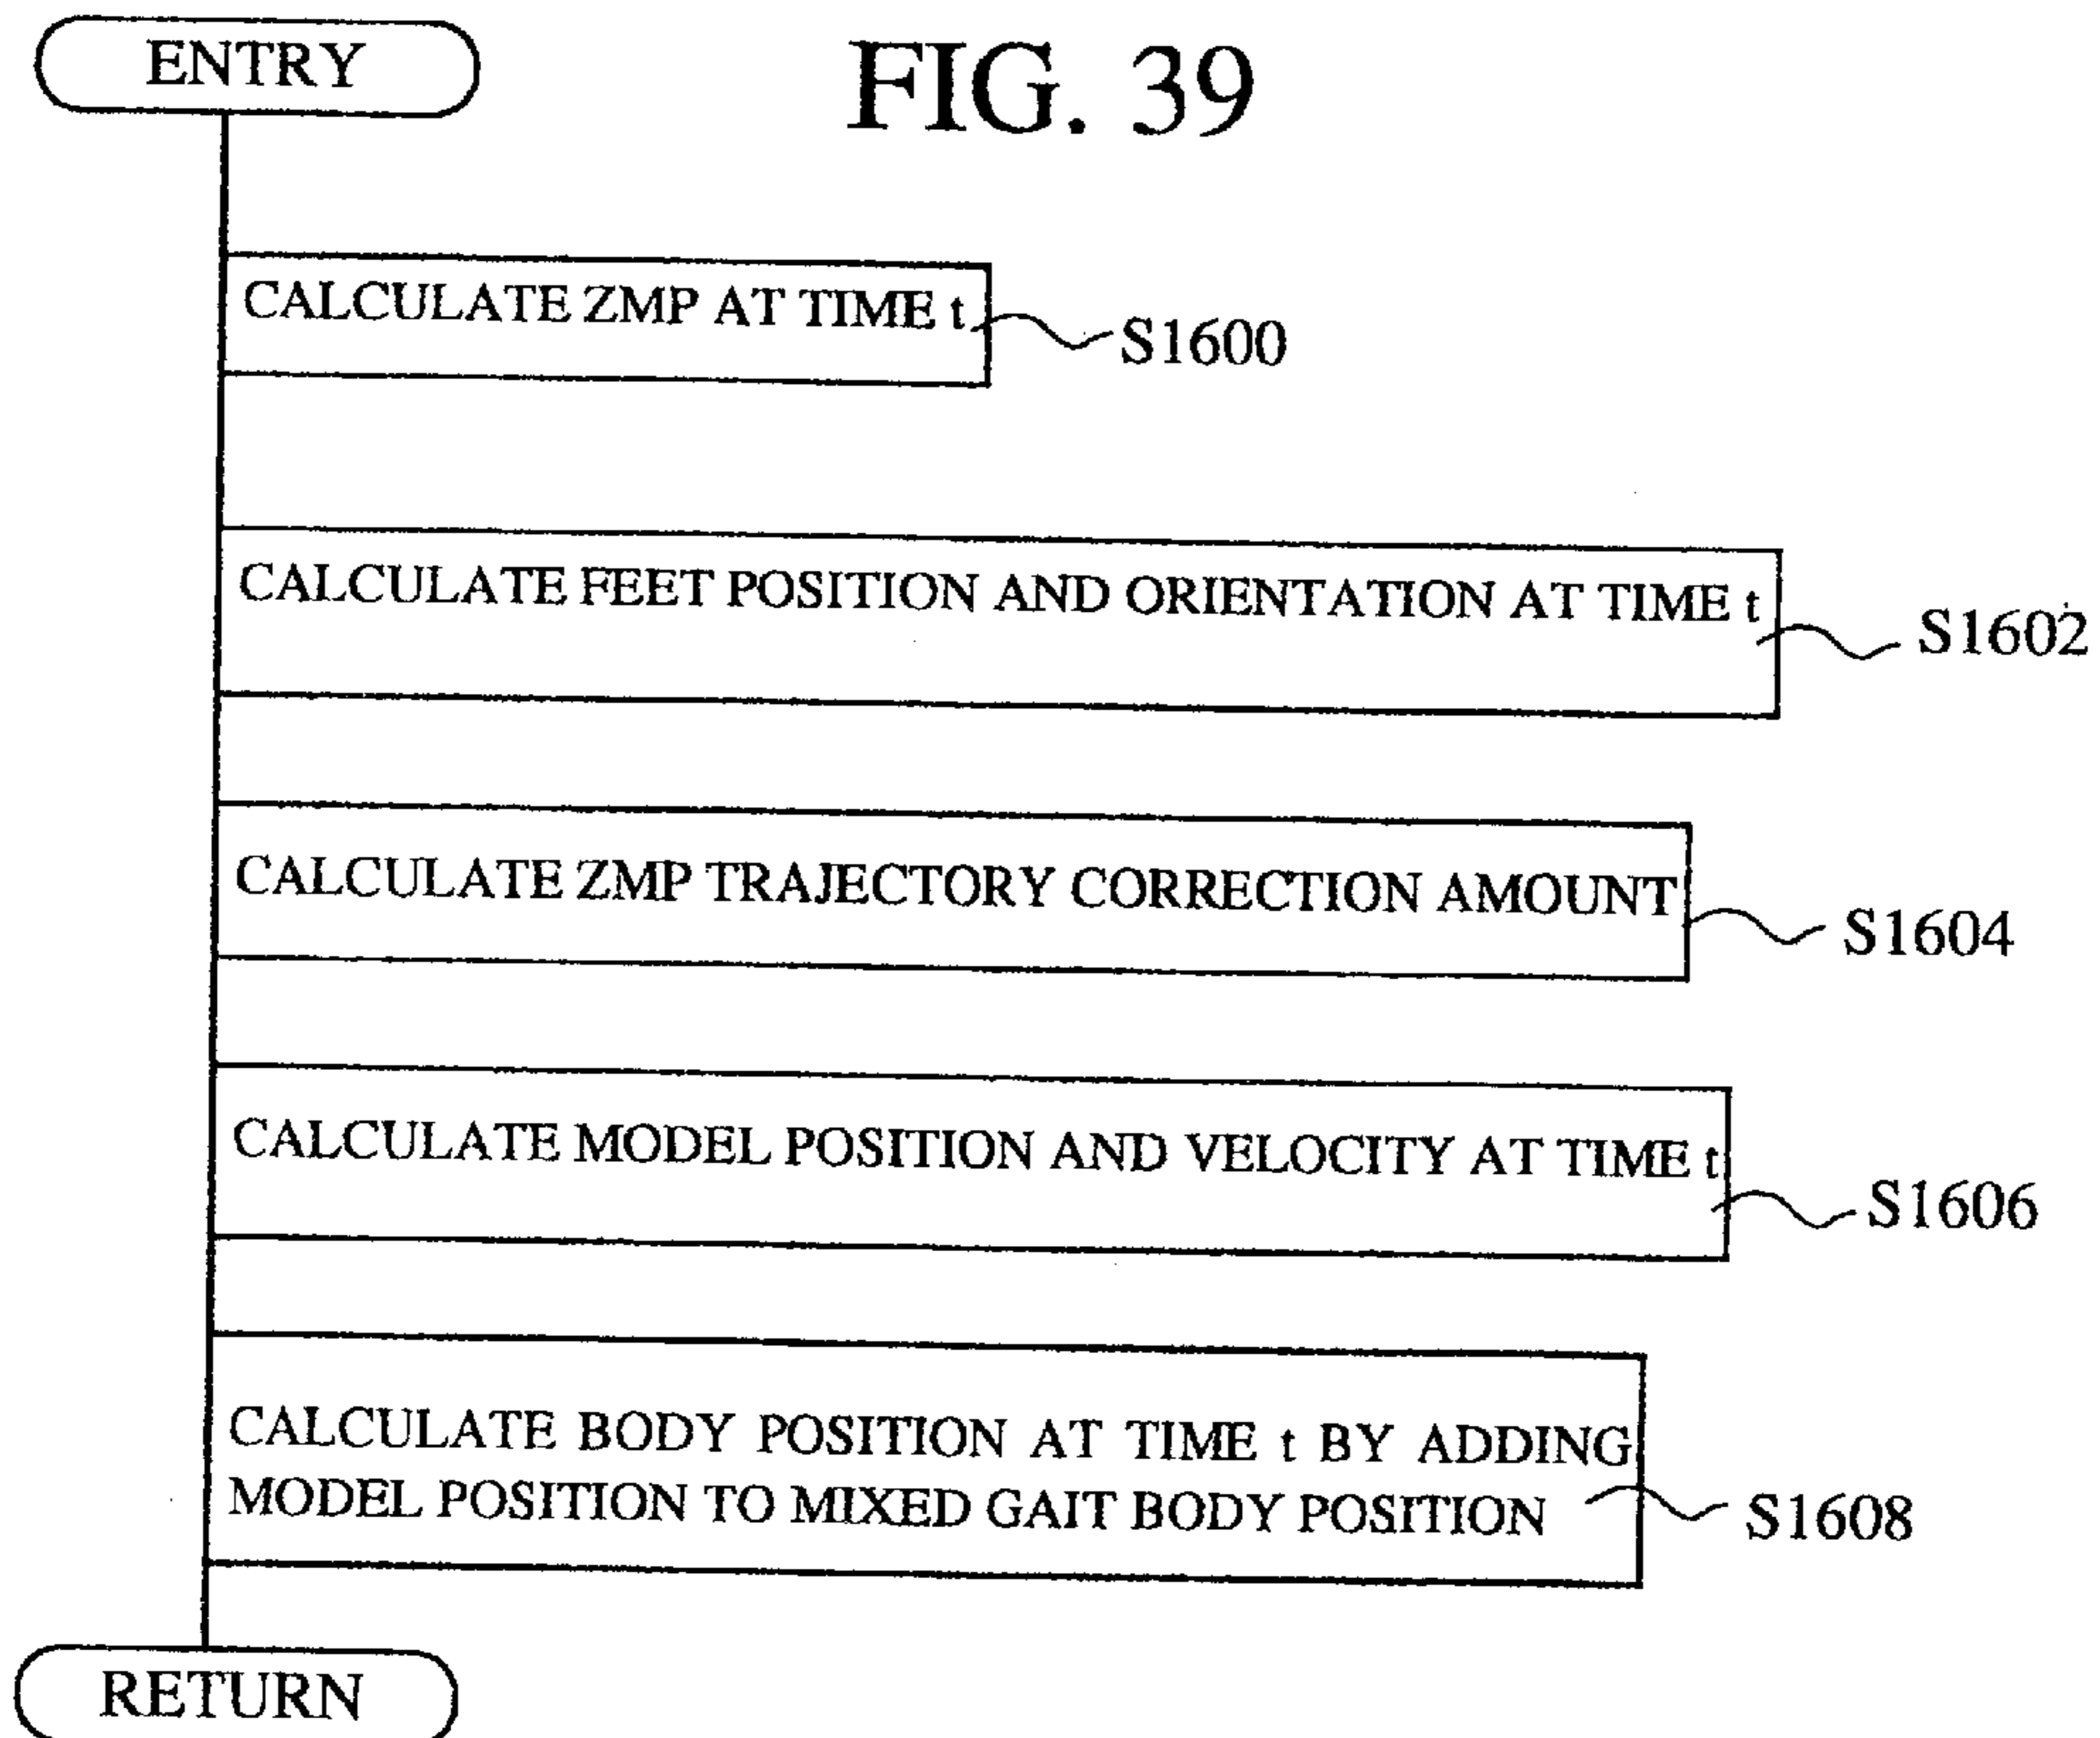 ENTRY
FIG. 39
CALCULATE ZMP AT TIME t
S1600
CALCULATE FEET POSITION AND ORIENTATION AT TIME t
S1602
CALCULATE ZMP TRAJECTORY CORRECTION AMOUNT
S1604
CALCULATE MODEL POSITION AND VELOCITY AT TIME t
S1606
CALCULATE BODY POSITION AT TIME t BY ADDING
MODEL POSITION TO MIXED GAIT BODY POSITION
S1608
RETURN